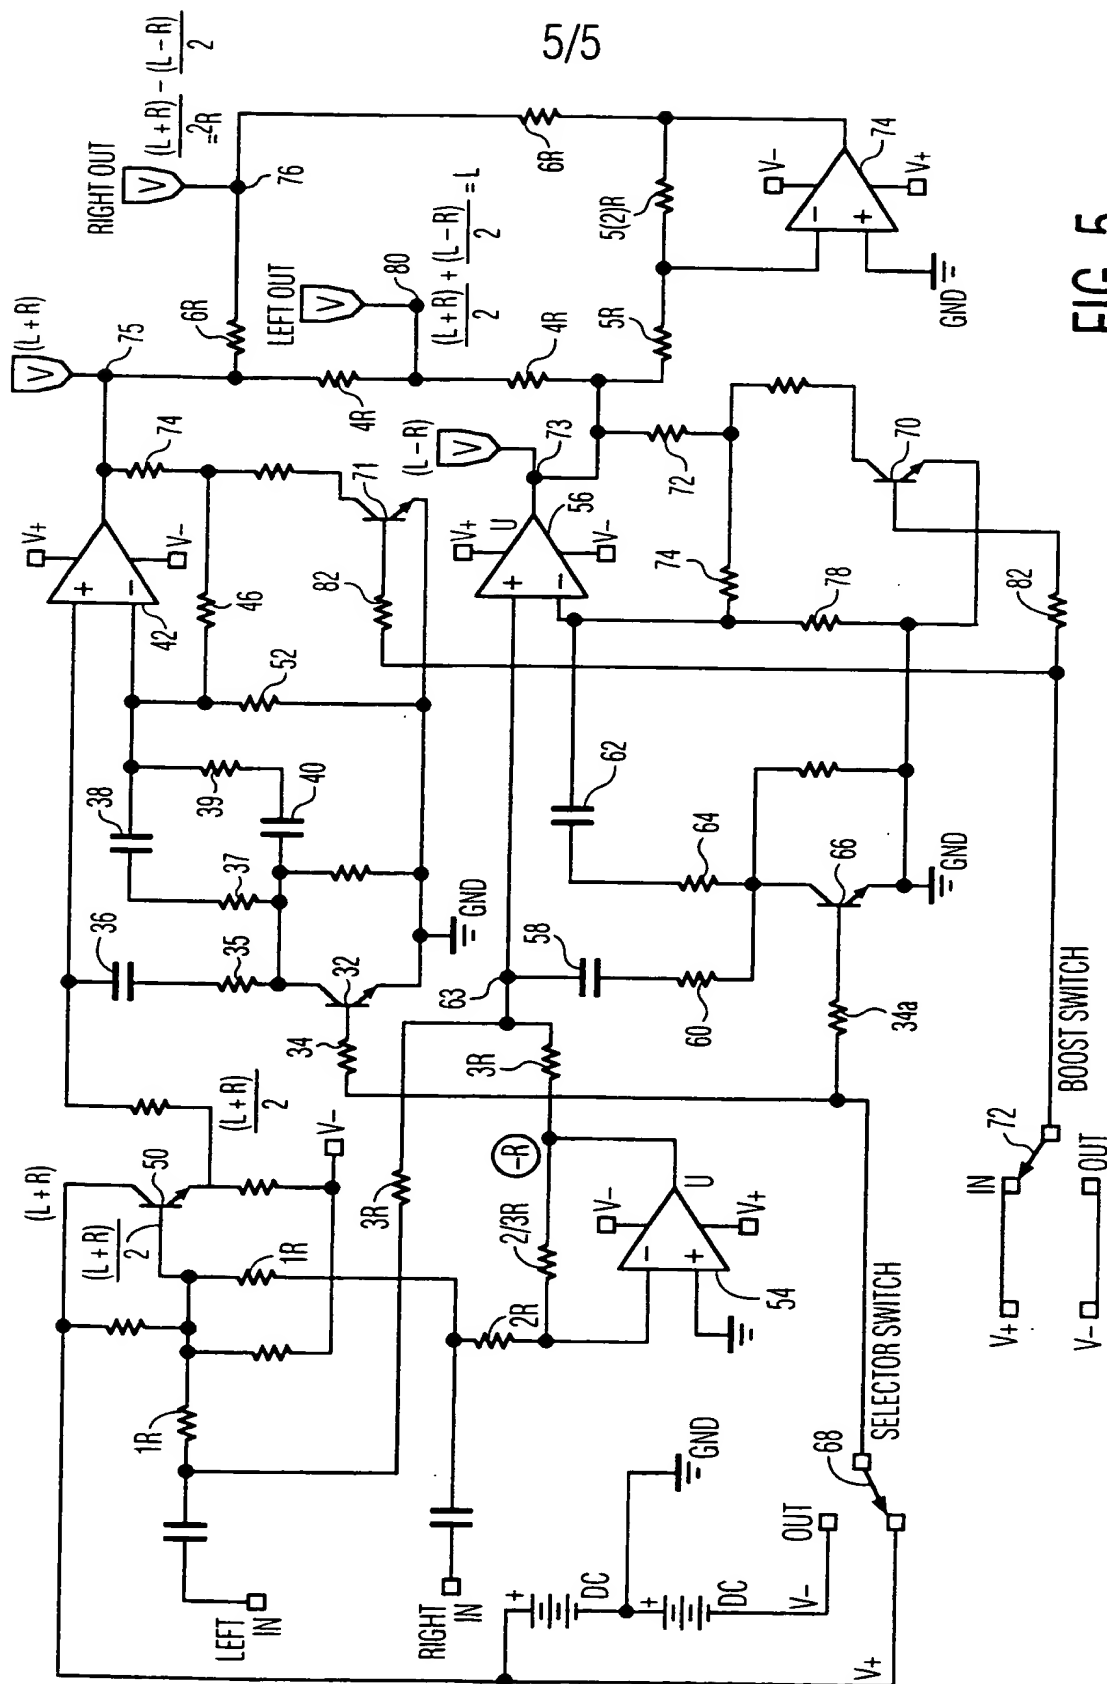 5/5
RIGHT OUT
V
(L+R) - (L-R)
2
=R
2
76
6R
6R
(L+R)
V
75
LEFT OUT
V
80
(L+R) + (L-R) = L
2
2
4R
4R
5(2)R
5R
V-
74
V+
-
+
GND
V+
+
-
42
V-
74
46
52
71
82
(L-R)
V
73
V+
U
56
V-
+
-
72
74
78
70
82
36
38
35
37
39
40
32
34
GND
62
58
63
60
64
66
34a
GND
(L+R)
50
(L+R)
2
(L+R)
2
V-
1R
1R
3R
3R
-R
2/3R
2R
V-
U
V+
-
+
54
LEFT
IN
RIGHT
IN
GND
+
DC
+
DC
V-
OUT
V+
68
SELECTOR SWITCH
BOOST SWITCH
72
IN
V+
OUT
V-
FIG. 5